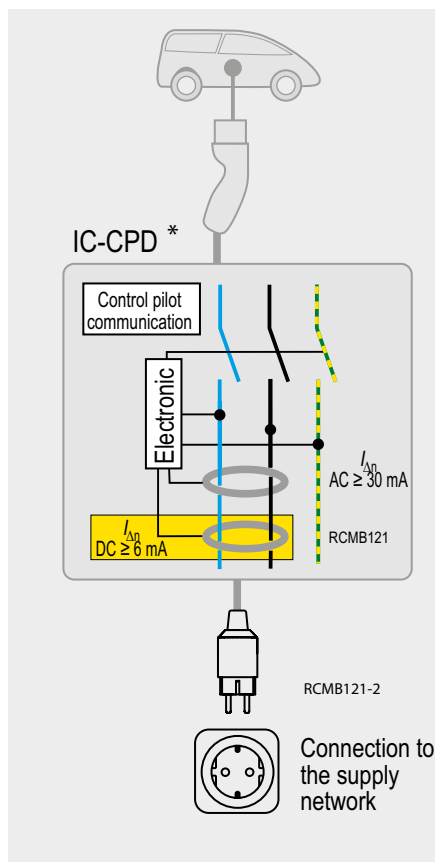 IC-CPD *
Control pilot
communication
Electronic
IΔn
AC ≥ 30 mA
IΔn
DC ≥ 6 mA
RCMB121
RCMB121-2
Connection to
the supply
network